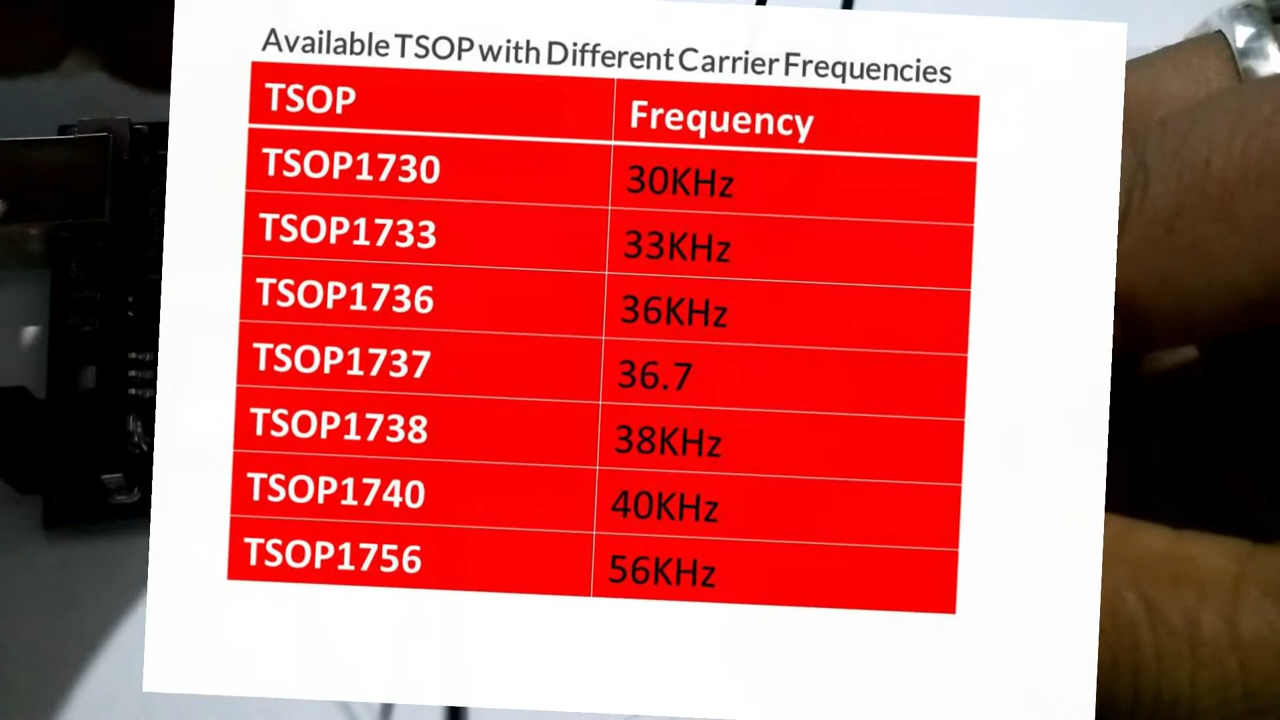 Available TSOP with Different Carrier Frequencies
TSOP Frequency
TSOP1730 30KHz
TSOP1733 33KHz
TSOP1736 36KHz
TSOP1737 36.7
TSOP1738 38KHz
TSOP1740 40KHz
TSOP1756 56KHz